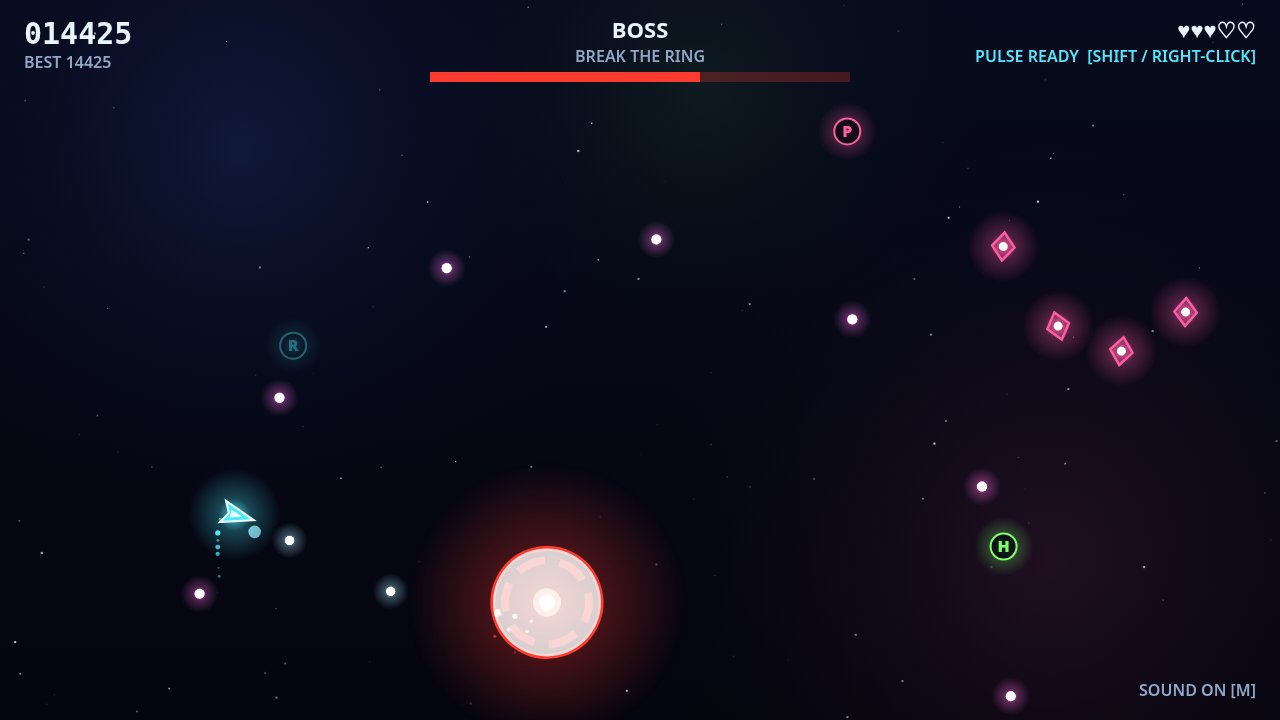 014425
BEST 14425
BOSS
BREAK THE RING
♥♥♥♡♡
PULSE READY [SHIFT / RIGHT-CLICK]
P
R
H
SOUND ON [M]